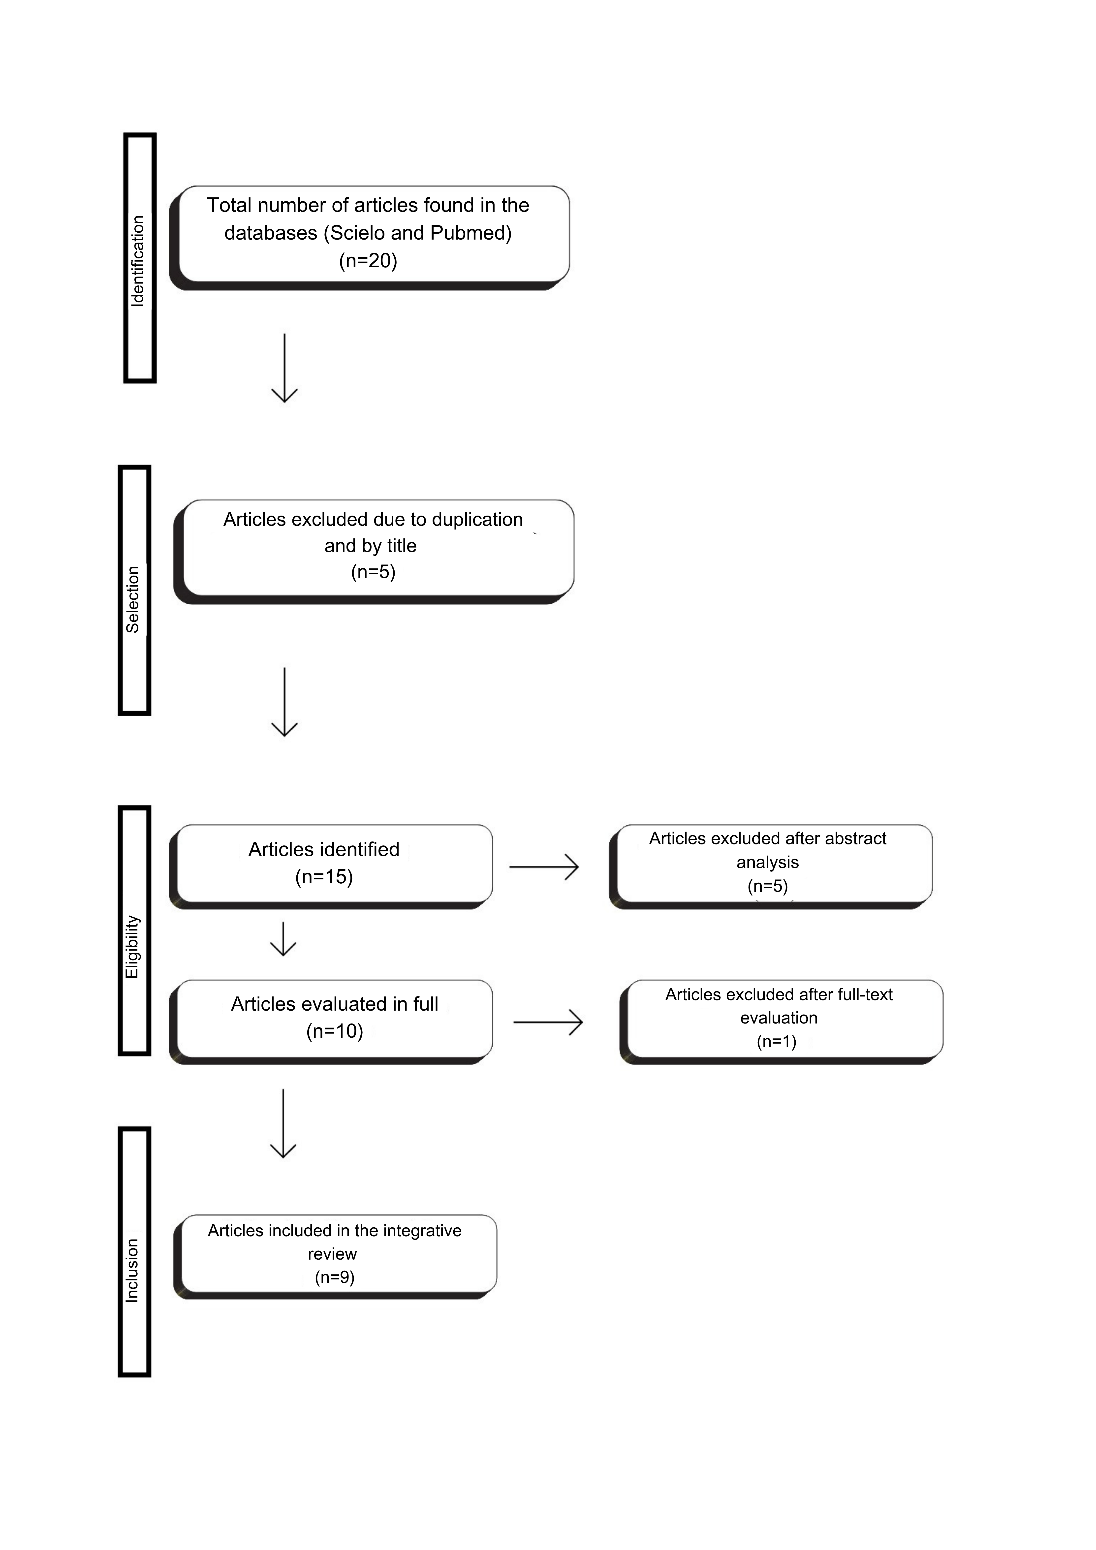 Identification
Total number of articles found in the
databases (Scielo and Pubmed)
(n=20)
Selection
Articles excluded due to duplication
and by title
(n=5)
Eligibility
Articles identified
(n=15)
Articles excluded after abstract
analysis
(n=5)
Articles evaluated in full
(n=10)
Articles excluded after full-text
evaluation
(n=1)
Inclusion
Articles included in the integrative
review
(n=9)